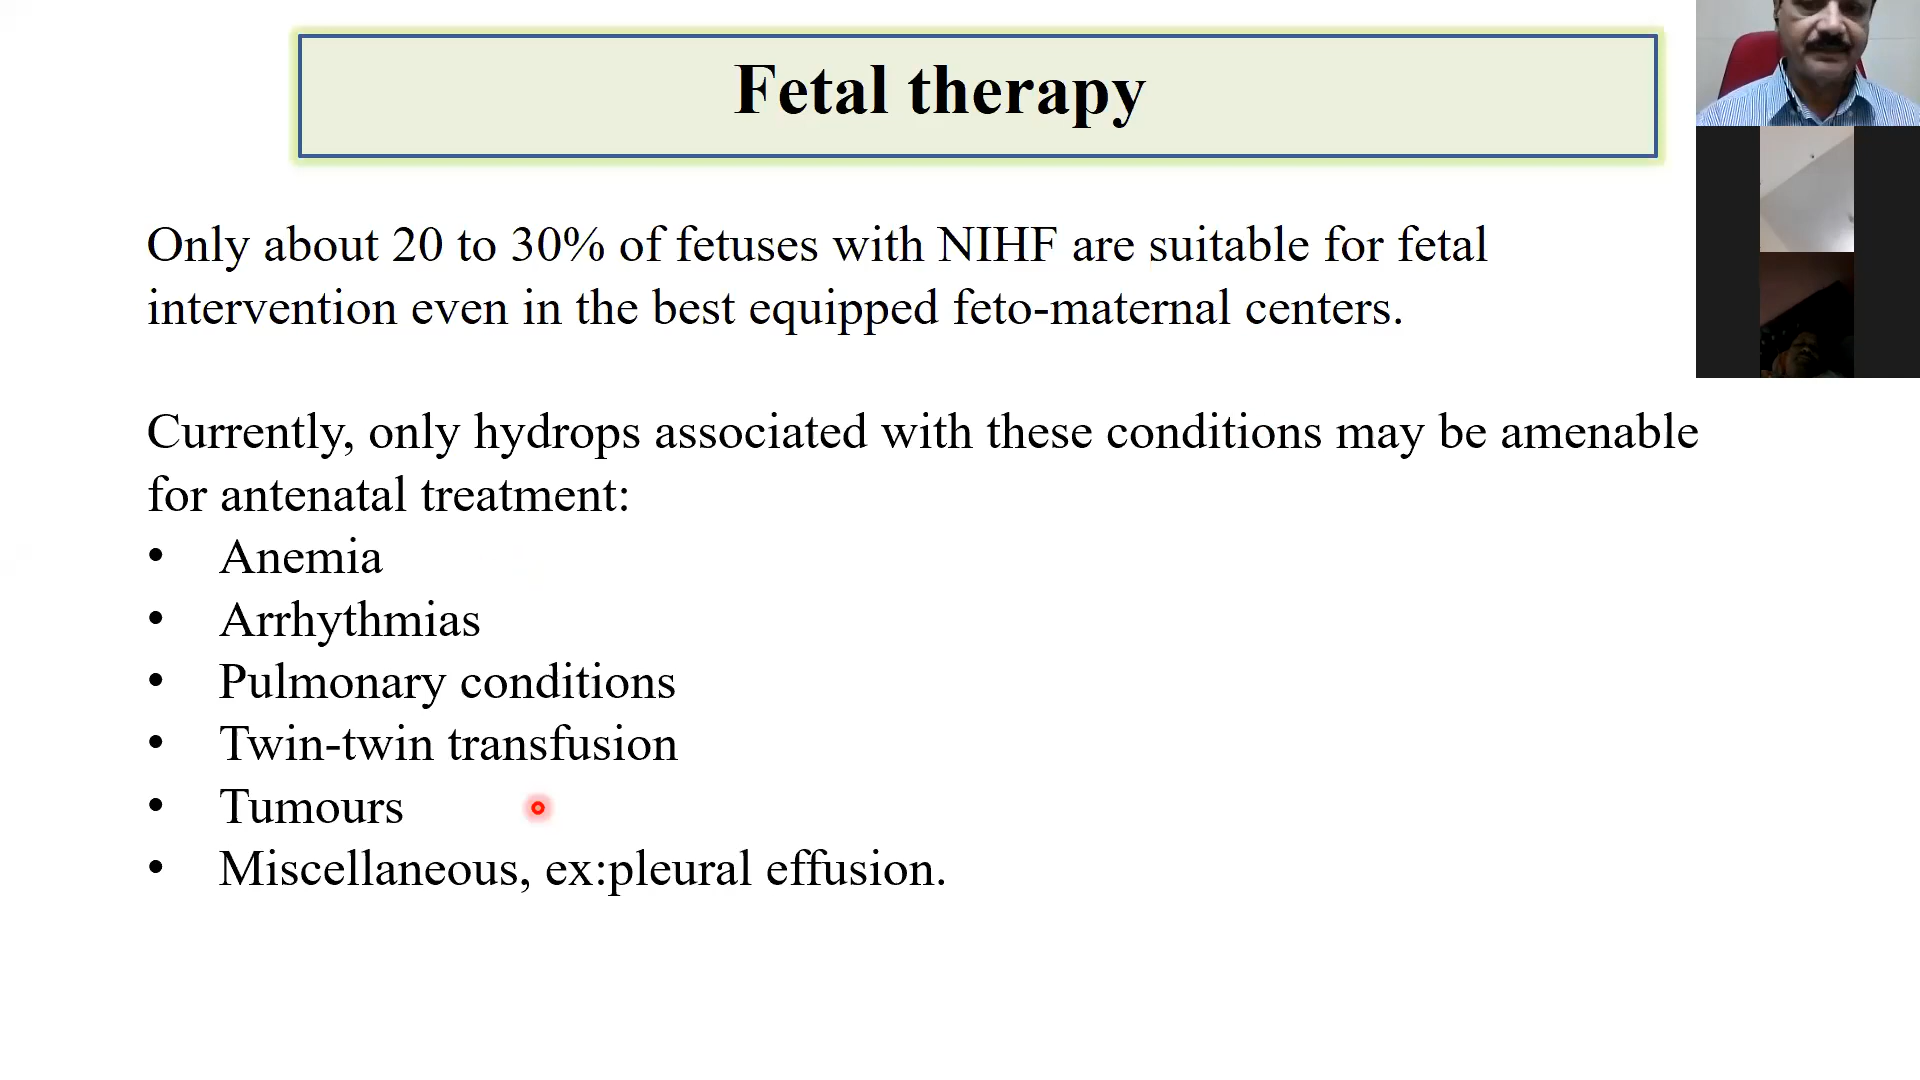 Fetal therapy
Only about 20 to 30% of fetuses with NIHF are suitable for fetal
intervention even in the best equipped feto-maternal centers.
Currently, only hydrops associated with these conditions may be amenable
for antenatal treatment:
• Anemia
• Arrhythmias
• Pulmonary conditions
• Twin-twin transfusion
• Tumours
• Miscellaneous, ex:pleural effusion.